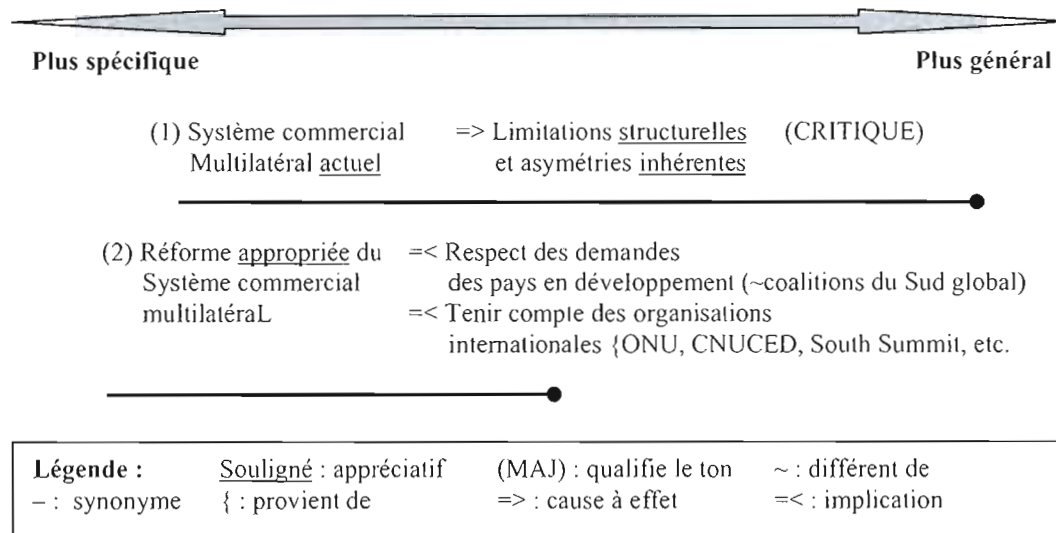 Plus spécifique Plus général
(1) Système commercial => Limitations structurelles (CRITIQUE)
Multilatéral actuel et asymétries inhérentes
(2) Réforme appropriée du =< Respect des demandes
Système commercial des pays en développement (~coalitions du Sud global)
multilatéraL =< Tenir compte des organisations
internationales {ONU, CNUCED, South Summit, etc.
Légende : Souligné : appréciatif (MAJ) : qualifie le ton ~ : différent de
– : synonyme { : provient de => : cause à effet =< : implication